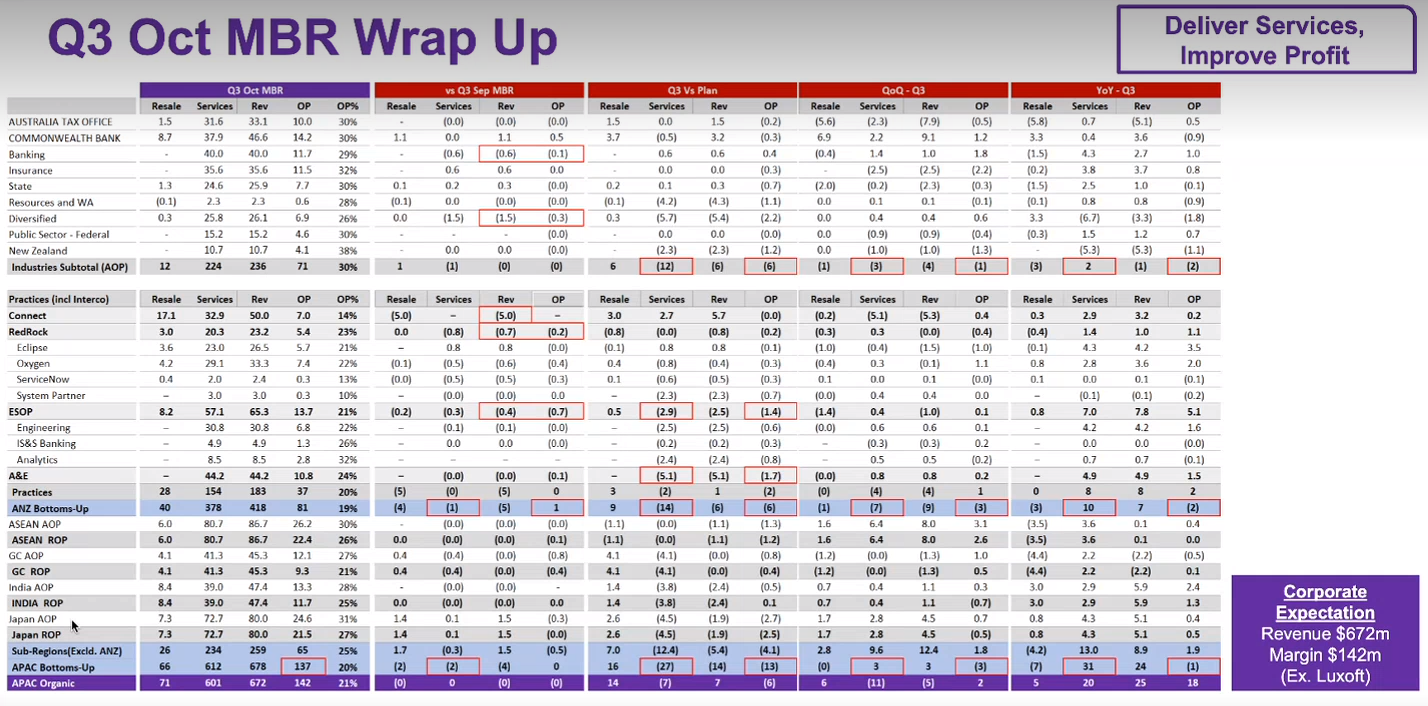 Q3 Oct MBR Wrap Up
Deliver Services,
Improve Profit
Q3 Oct MBR vs Q3 Sep MBR Q3 Vs Plan QoQ - Q3 YoY - Q3
Resale Services Rev OP OP% Resale Services Rev OP Resale Services Rev OP Resale Services Rev OP Resale Services Rev OP
AUSTRALIA TAX OFFICE 1.5 31.6 33.1 10.0 30% - (0.0) (0.0) (0.0) 1.5 0.0 1.5 (0.2) (5.6) (2.3) (7.9) (0.5) (5.8) 0.7 (5.1) 0.5
COMMONWEALTH BANK 8.7 37.9 46.6 14.2 30% 1.1 0.0 1.1 0.5 3.7 (0.5) 3.2 (0.3) 6.9 2.2 9.1 1.2 3.3 0.4 3.6 (0.9)
Banking - 40.0 40.0 11.7 29% - (0.6) (0.6) (0.1) - 0.6 0.6 0.4 (0.4) 1.4 1.0 1.8 (1.5) 4.3 2.7 1.0
Insurance - 35.6 35.6 11.5 32% - 0.6 0.6 0.0 - 0.0 0.0 (0.3) - (2.5) (2.5) (2.2) (0.2) 3.8 3.7 0.8
State 1.3 24.6 25.9 7.7 30% 0.1 0.2 0.3 (0.0) 0.2 0.1 0.3 (0.7) (2.0) (0.2) (2.3) (0.3) (1.5) 2.5 1.0 (0.1)
Resources and WA (0.1) 2.3 2.3 0.6 28% (0.1) 0.0 (0.0) (0.0) (0.1) (4.2) (4.3) (1.1) 0.0 0.1 0.1 (0.1) (0.1) 0.8 0.8 (0.9)
Diversified 0.3 25.8 26.1 6.9 26% 0.0 (1.5) (1.5) (0.3) 0.3 (5.7) (5.4) (2.2) 0.0 0.4 0.4 0.6 3.3 (6.7) (3.3) (1.8)
Public Sector - Federal - 15.2 15.2 4.6 30% - - - (0.0) - 0.0 (0.0) (0.0) 0.0 (0.9) (0.9) (0.4) (0.3) 1.5 1.2 0.7
New Zealand - 10.7 10.7 4.1 38% - 0.0 0.0 (0.0) - (2.3) (2.3) (1.2) 0.0 (1.0) (1.0) (1.3) - (5.3) (5.3) (1.1)
Industries Subtotal (AOP) 12 224 236 71 30% 1 (1) (0) (0) 6 (12) (6) (6) (1) (3) (4) (1) (3) 2 (1) (2)
Practices (incl Interco) Resale Services Rev OP OP% Resale Services Rev OP Resale Services Rev OP Resale Services Rev OP Resale Services Rev OP
Connect 17.1 32.9 50.0 7.0 14% (5.0) – (5.0) – 3.0 2.7 5.7 (0.0) (0.2) (5.1) (5.3) 0.4 0.3 2.9 3.2 0.2
RedRock 3.0 20.3 23.2 5.4 23% 0.0 (0.8) (0.7) (0.2) (0.8) (0.0) (0.8) (0.2) (0.3) 0.3 (0.0) (0.4) (0.4) 1.4 1.0 1.1
Eclipse 3.6 23.0 26.5 5.7 21% – 0.8 0.8 (0.0) (0.1) 0.8 0.8 (0.1) (1.0) (0.4) (1.5) (1.0) (0.1) 4.3 4.2 3.5
Oxygen 4.2 29.1 33.3 7.4 22% (0.1) (0.5) (0.6) (0.4) 0.4 (0.8) (0.4) (0.3) (0.4) 0.3 (0.1) 1.1 0.8 2.8 3.6 2.0
ServiceNow 0.4 2.0 2.4 0.3 13% (0.0) (0.5) (0.5) (0.3) 0.1 (0.6) (0.5) (0.3) 0.1 0.0 0.1 (0.0) 0.1 0.0 0.1 (0.1)
System Partner – 3.0 3.0 0.3 10% – (0.0) (0.0) 0.0 – (2.3) (2.3) (0.7) (0.0) 0.4 0.4 0.0 – (0.1) (0.1) (0.2)
ESOP 8.2 57.1 65.3 13.7 21% (0.2) (0.3) (0.4) (0.7) 0.5 (2.9) (2.5) (1.4) (1.4) 0.4 (1.0) 0.1 0.8 7.0 7.8 5.1
Engineering – 30.8 30.8 6.8 22% – (0.1) (0.1) (0.0) – (2.5) (2.5) (0.6) (0.0) 0.6 0.6 0.1 – 4.2 4.2 1.6
IS&S Banking – 4.9 4.9 1.3 26% – 0.0 0.0 (0.0) – (0.2) (0.2) (0.3) – (0.3) (0.3) 0.2 – 0.0 0.0 (0.0)
Analytics – 8.5 8.5 2.8 32% – – – – – (2.4) (2.4) (0.8) – 0.5 0.5 (0.2) – 0.7 0.7 (0.1)
A&E – 44.2 44.2 10.8 24% – (0.0) (0.0) (0.1) – (5.1) (5.1) (1.7) (0.0) 0.8 0.8 0.2 – 4.9 4.9 1.5
Practices 28 154 183 37 20% (5) (0) (5) 0 3 (2) 1 (2) (0) (4) (4) 1 0 8 8 2
ANZ Bottoms-Up 40 378 418 81 19% (4) (1) (5) 1 9 (14) (6) (6) (1) (7) (9) (3) (3) 10 7 (2)
ASEAN AOP 6.0 80.7 86.7 26.2 30% - (0.0) (0.0) (0.0) (1.1) (0.0) (1.1) (1.3) 1.6 6.4 8.0 3.1 (3.5) 3.6 0.1 0.4
ASEAN ROP 6.0 80.7 86.7 22.4 26% 0.0 (0.0) (0.0) (0.1) (1.1) (0.0) (1.1) (1.2) 1.6 6.4 8.0 2.6 (3.5) 3.6 0.1 0.0
GC AOP 4.1 41.3 45.3 12.1 27% 0.4 (0.4) (0.0) (0.8) 4.1 (4.1) (0.0) (0.8) (1.2) (0.0) (1.3) 1.0 (4.4) 2.2 (2.2) (0.5)
GC ROP 4.1 41.3 45.3 9.3 21% 0.4 (0.4) (0.0) (0.4) 4.1 (4.1) (0.0) (0.4) (1.2) (0.0) (1.3) 0.5 (4.4) 2.2 (2.2) 0.1
India AOP 8.4 39.0 47.4 13.3 28% - (0.0) (0.0) - 1.4 (3.8) (2.4) (0.5) 0.7 0.4 1.1 0.3 3.0 2.9 5.9 2.4
INDIA ROP 8.4 39.0 47.4 11.7 25% 0.0 (0.0) (0.0) 0.0 1.4 (3.8) (2.4) 0.1 0.7 0.4 1.1 (0.7) 3.0 2.9 5.9 1.3
Japan AOP 7.3 72.7 80.0 24.6 31% 1.4 0.1 1.5 (0.3) 2.6 (4.5) (1.9) (2.7) 1.7 2.8 4.5 0.7 0.8 4.3 5.1 0.4
Japan ROP 7.3 72.7 80.0 21.5 27% 1.4 0.1 1.5 (0.0) 2.6 (4.5) (1.9) (2.5) 1.7 2.8 4.5 (0.5) 0.8 4.3 5.1 0.5
Sub-Regions(Excld. ANZ) 26 234 259 65 25% 1.7 (0.3) 1.5 (0.5) 7.0 (12.4) (5.4) (4.1) 2.8 9.6 12.4 1.8 (4.2) 13.0 8.9 1.9
APAC Bottoms-Up 66 612 678 137 20% (2) (2) (4) 0 16 (27) (14) (13) (0) 3 3 (3) (7) 31 24 (1)
APAC Organic 71 601 672 142 21% (0) 0 (0) (0) 14 (7) 7 (6) 6 (11) (5) 2 5 20 25 18
Corporate
Expectation
Revenue $672m
Margin $142m
(Ex. Luxoft)